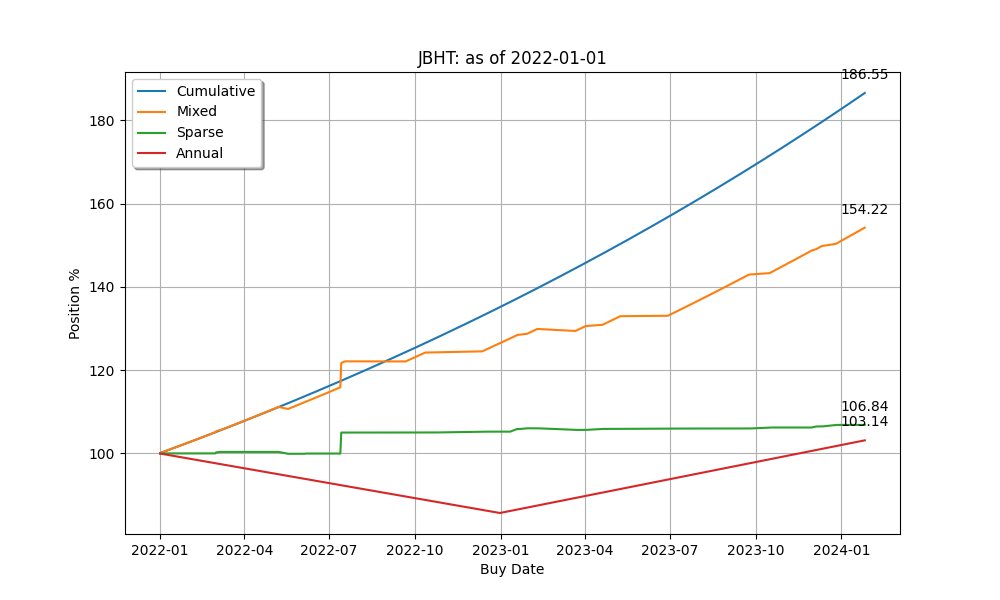 JBHT: as of 2022-01-01
186.55
Cumulative
Mixed
Sparse
Annual
180
160
140
120
100
154.22
106.84
103.14
Position %
2022-01 2022-04 2022-07 2022-10 2023-01 2023-04 2023-07 2023-10 2024-01
Buy Date